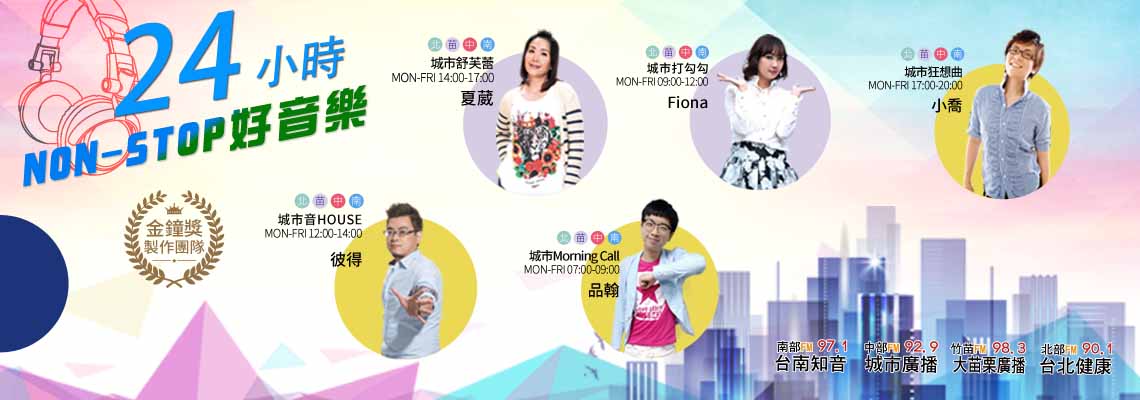 24小時
NON-STOP好音樂
金鐘獎
製作團隊
北 苗 中 南
城市舒芙蕾
MON-FRI 14:00-17:00
夏葳
北 苗 中 南
城市打勾勾
MON-FRI 09:00-12:00
Fiona
北 苗 中 南
城市狂想曲
MON-FRI 17:00-20:00
小喬
北 苗 中 南
城市音HOUSE
MON-FRI 12:00-14:00
彼得
北 苗 中 南
城市Morning Call
MON-FRI 07:00-09:00
品翰
南部FM 97.1
台南知音
中部FM 92.9
城市廣播
竹苗FM 98.3
大苗栗廣播
北部FM 90.1
台北健康